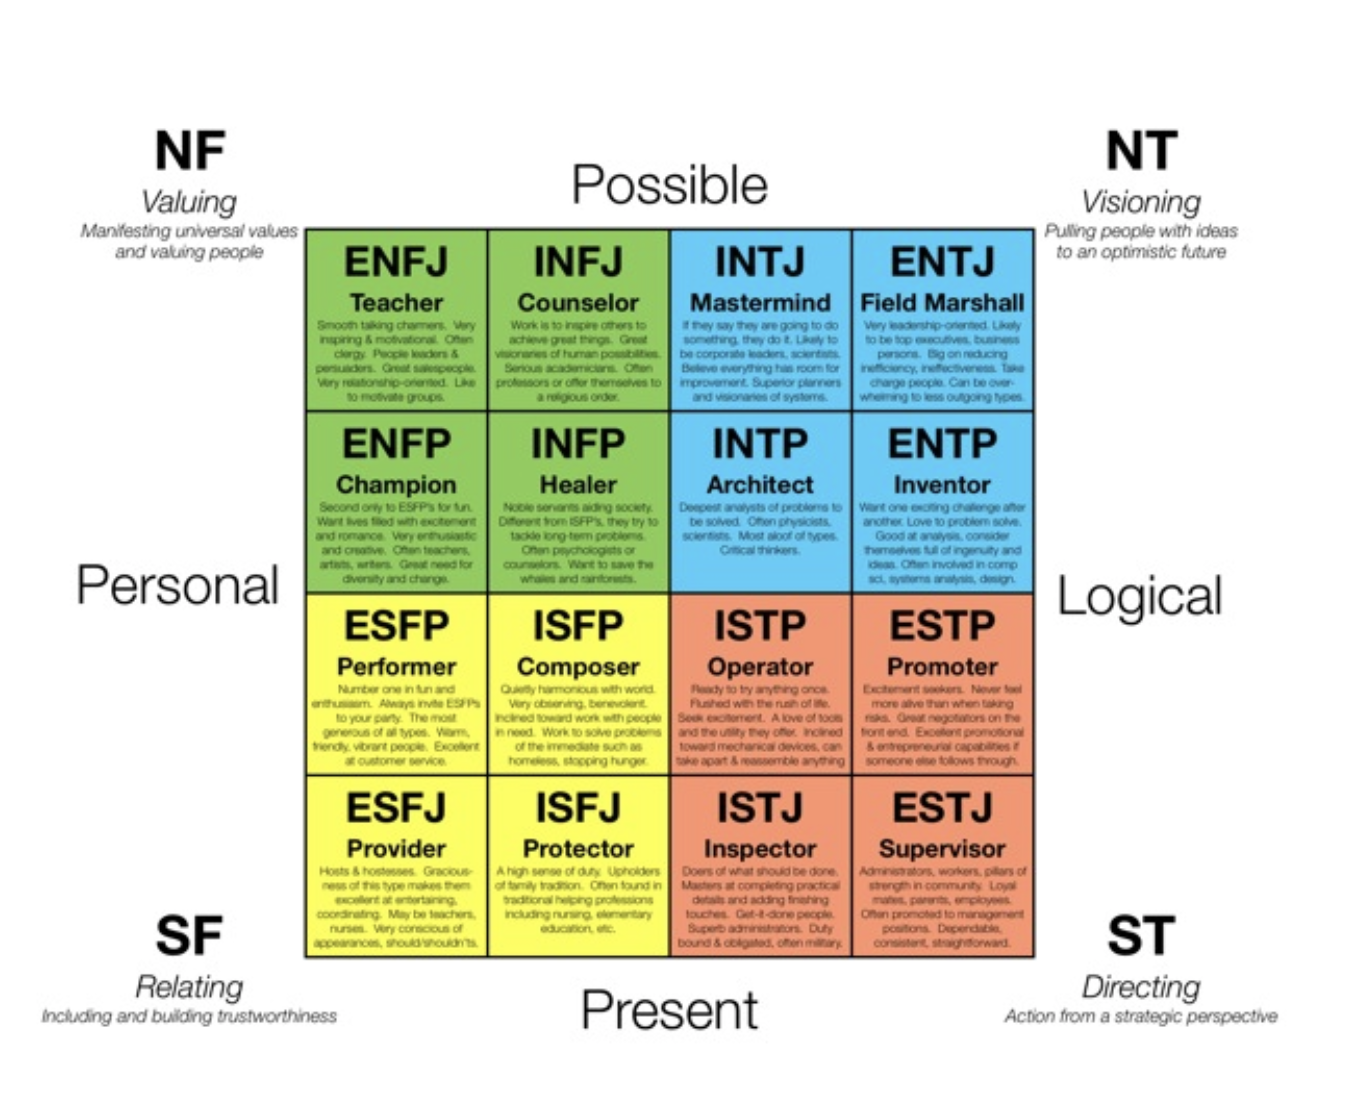 NF
Valuing
Manifesting universal values
and valuing people
Possible
NT
Visioning
Pulling people with ideas
to an optimistic future
ENFJ
Teacher
Smooth talking charmers. Very
inspiring & motivational. Often
clergy. People leaders &
persuaders. Great salespeople.
Very relationship-oriented. Like
to motivate groups.
INFJ
Counselor
Work is to inspire others to
achieve great things. Great
visionaries of human possibilities.
Serious academicians. Often
professors or offer themselves to
a religious order.
INTJ
Mastermind
If they say they are going to do
something, they do it. Likely to
be corporate leaders, scientists.
Believe everything has room for
improvement. Superior planners
and visionaries of systems.
ENTJ
Field Marshall
Very leadership-oriented. Likely
to be top executives, business
persons. Big on reducing
inefficiency, ineffectiveness. Take
charge people. Can be over-
whelming to less outgoing types.
ENFP
Champion
Second only to ESFP's for fun.
Want lives filled with excitement
and romance. Very enthusiastic
and creative. Often teachers,
artists, writers. Great need for
diversity and change.
INFP
Healer
Noble servants aiding society.
Different from ISFP's, they try to
tackle long-term problems.
Often psychologists or
counselors. Want to save the
whales and rainforests.
INTP
Architect
Deepest analysts of problems to
be solved. Often physicists,
scientists. Most aloof of types.
Critical thinkers.
ENTP
Inventor
Want one exciting challenge after
another. Love to problem solve.
Good at analysis, consider
themselves full of ingenuity and
ideas. Often involved in comp
sci, systems analysis, design.
Personal
Logical
ESFP
Performer
Number one in fun and
enthusiasm. Always invite ESFPs
to your party. The most
generous of all types. Warm,
friendly, vibrant people. Excellent
at customer service.
ISFP
Composer
Quietly harmonious with world.
Very observing, benevolent.
Inclined toward work with people
in need. Work to solve problems
of the immediate such as
homeless, stopping hunger.
ISTP
Operator
Ready to try anything once.
Flushed with the rush of life.
Seek excitement. A love of tools
and the utility they offer. Inclined
toward mechanical devices, can
take apart & reassemble anything
ESTP
Promoter
Excitement seekers. Never feel
more alive than when taking
risks. Great negotiators on the
front end. Excellent promotional
& entrepreneurial capabilities if
someone else follows through.
ESFJ
Provider
Hosts & hostesses. Gracious-
ness of this type makes them
excellent at entertaining,
coordinating. May be teachers,
nurses. Very conscious of
appearances, should/shouldn'ts.
ISFJ
Protector
A high sense of duty. Upholders
of family tradition. Often found in
traditional helping professions
including nursing, elementary
education, etc.
ISTJ
Inspector
Doers of what should be done.
Masters at completing practical
details and adding finishing
touches. Get-it-done people.
Superb administrators. Duty
bound & obligated, often military.
ESTJ
Supervisor
Administrators, workers, pillars of
strength in community. Loyal
mates, parents, employees.
Often promoted to management
positions. Dependable,
consistent, straightforward.
SF
Relating
Including and building trustworthiness
Present
ST
Directing
Action from a strategic perspective